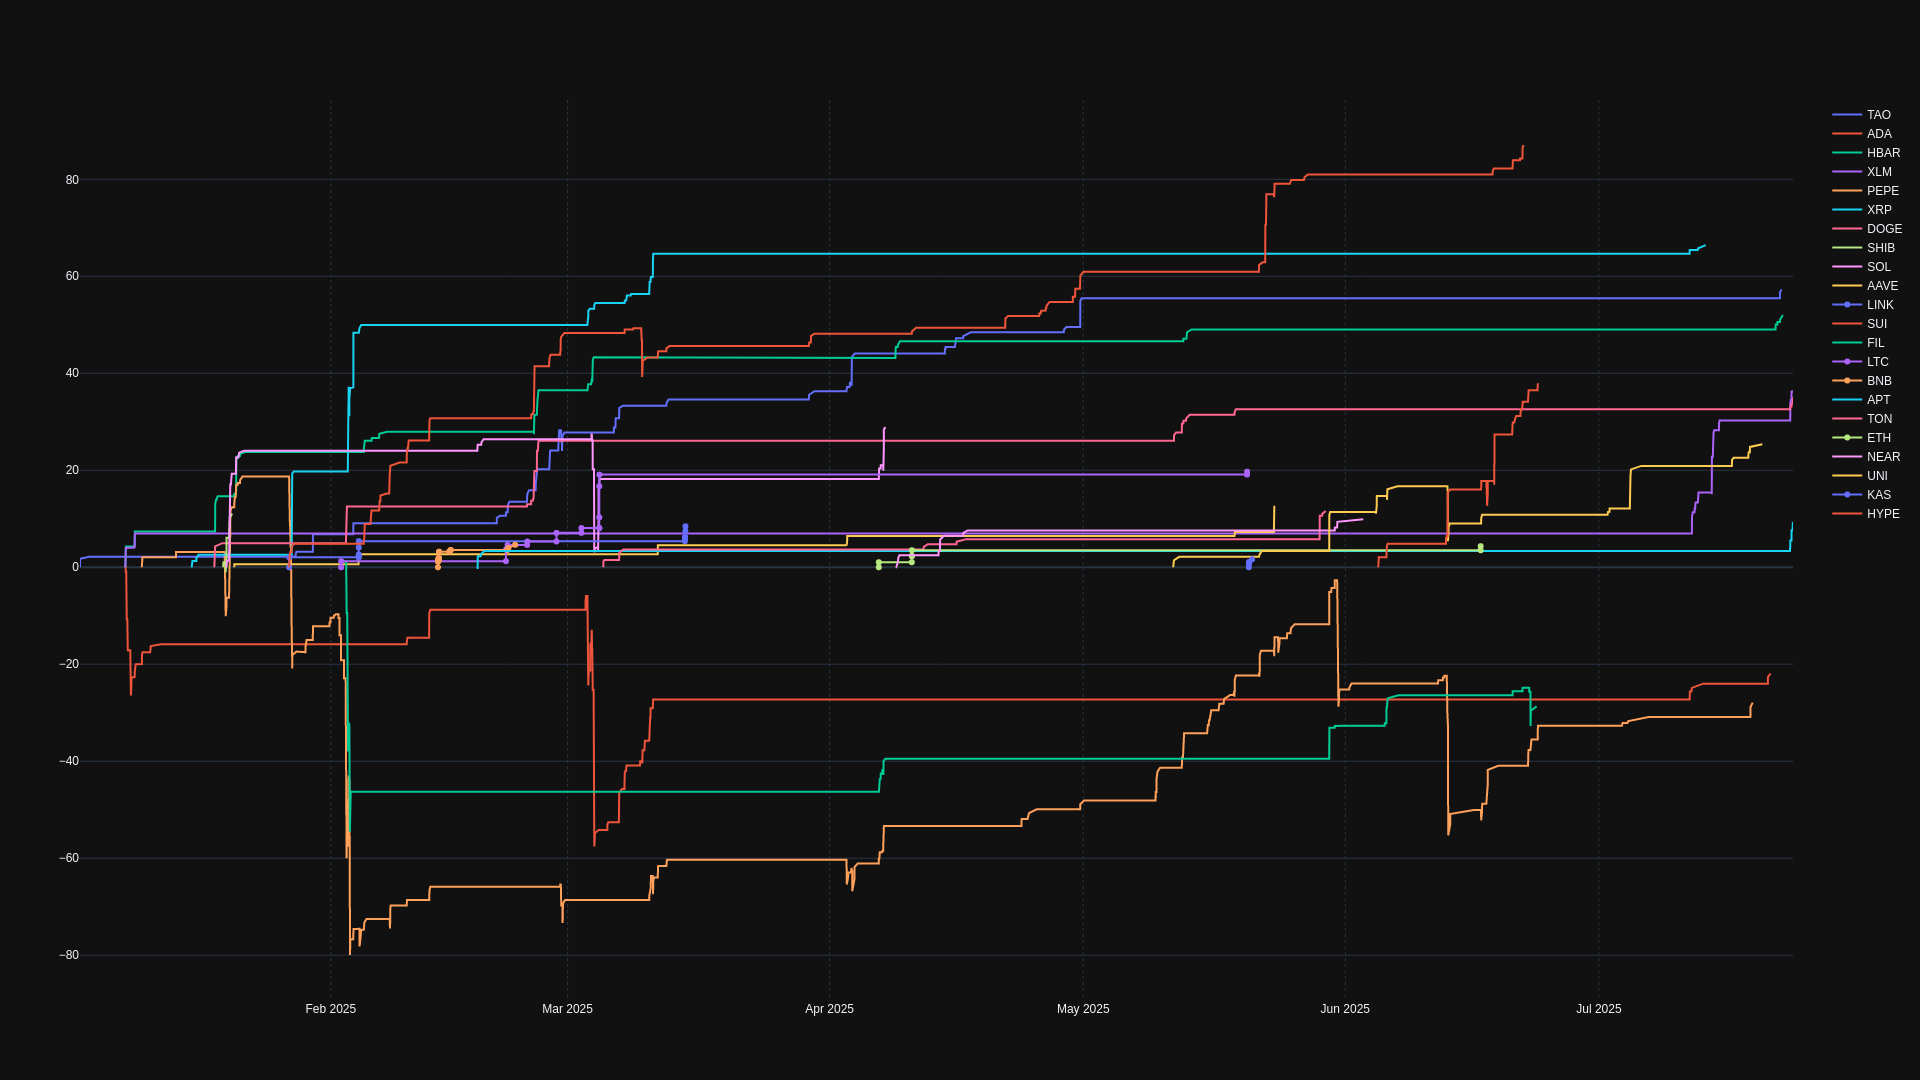 80
60
40
20
0
−20
−40
−60
−80
Feb 2025
Mar 2025
Apr 2025
May 2025
Jun 2025
Jul 2025
TAO
ADA
HBAR
XLM
PEPE
XRP
DOGE
SHIB
SOL
AAVE
LINK
SUI
FIL
LTC
BNB
APT
TON
ETH
NEAR
UNI
KAS
HYPE